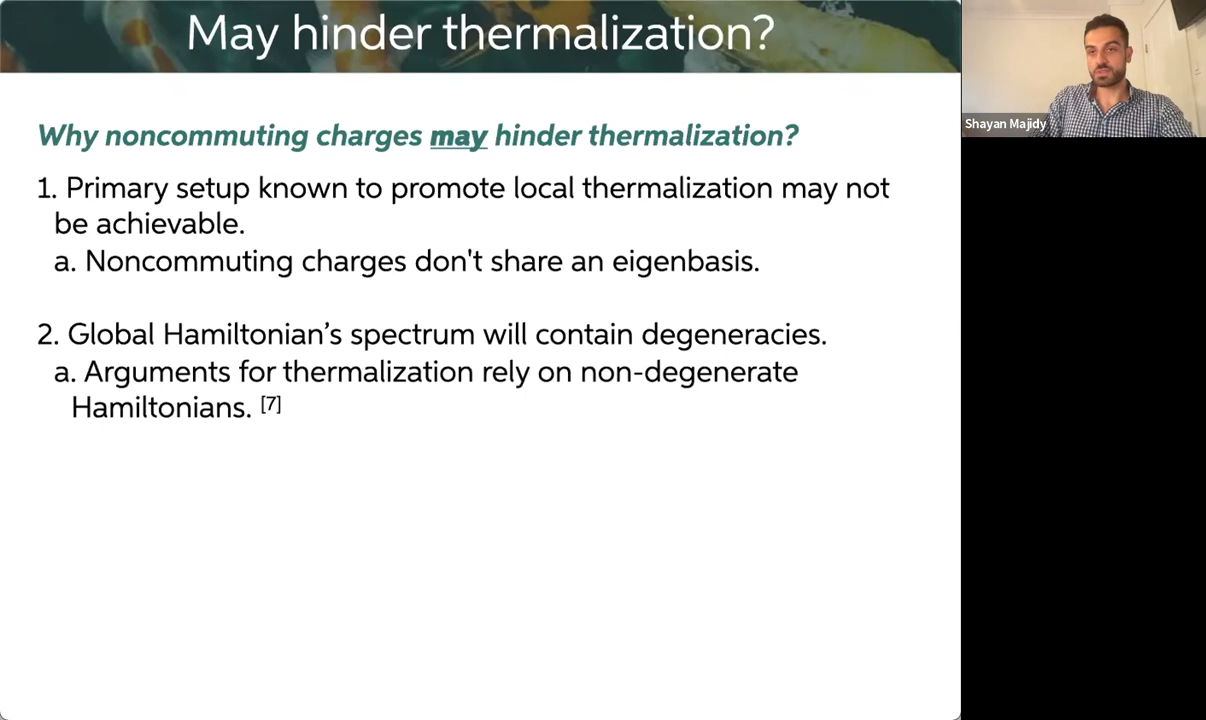 May hinder thermalization?
Shayan Majidy
Why noncommuting charges may hinder thermalization?
1. Primary setup known to promote local thermalization may not
be achievable.
a. Noncommuting charges don't share an eigenbasis.
2. Global Hamiltonian’s spectrum will contain degeneracies.
a. Arguments for thermalization rely on non-degenerate
Hamiltonians. [7]